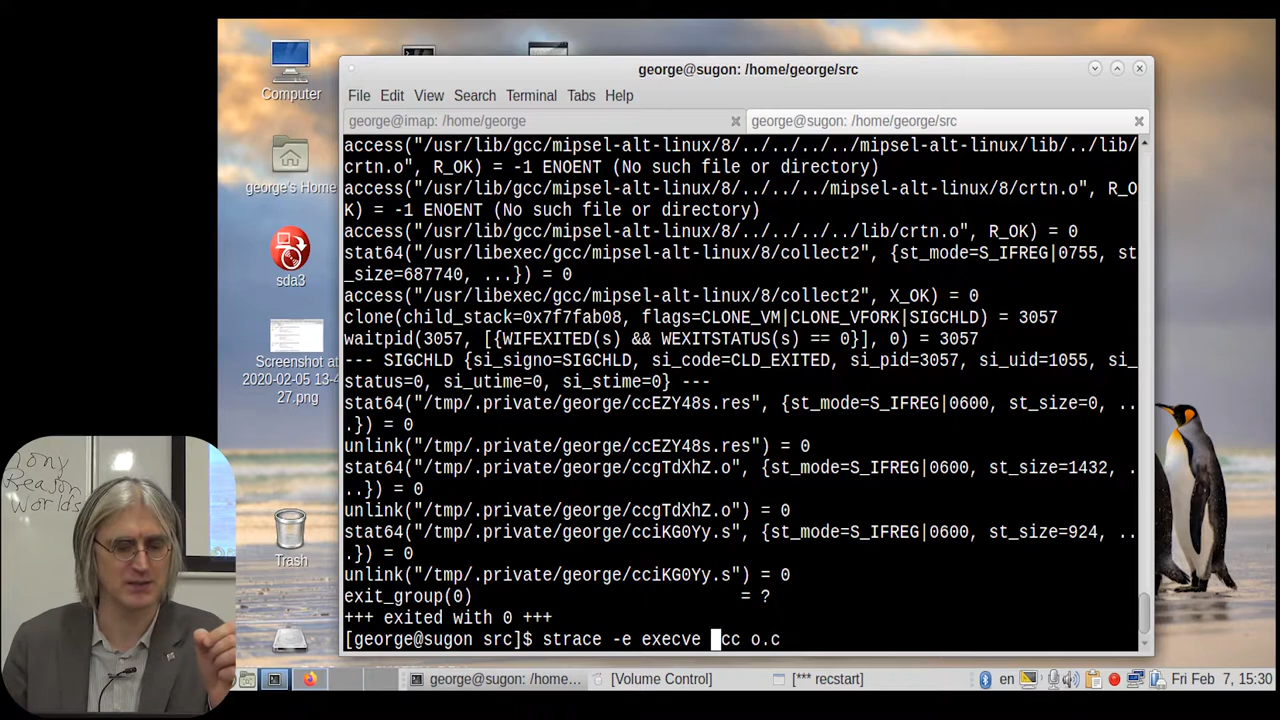 george@sugon: /home/george/src
File Edit View Search Terminal Tabs Help
george@imap: /home/george
george@sugon: /home/george/src
access("/usr/lib/gcc/mipsel-alt-linux/8/../../../../mipsel-alt-linux/lib/../lib/
crtn.o", R_OK) = -1 ENOENT (No such file or directory)
access("/usr/lib/gcc/mipsel-alt-linux/8/../../../mipsel-alt-linux/8/crtn.o", R_O
K) = -1 ENOENT (No such file or directory)
access("/usr/lib/gcc/mipsel-alt-linux/8/../../../../lib/crtn.o", R_OK) = 0
stat64("/usr/libexec/gcc/mipsel-alt-linux/8/collect2", {st_mode=S_IFREG|0755, st
_size=687740, ...}) = 0
access("/usr/libexec/gcc/mipsel-alt-linux/8/collect2", X_OK) = 0
clone(child_stack=0x7f7fab08, flags=CLONE_VM|CLONE_VFORK|SIGCHLD) = 3057
waitpid(3057, [{WIFEXITED(s) && WEXITSTATUS(s) == 0}], 0) = 3057
--- SIGCHLD {si_signo=SIGCHLD, si_code=CLD_EXITED, si_pid=3057, si_uid=1055, si_
status=0, si_utime=0, si_stime=0} ---
stat64("/tmp/.private/george/ccEZY48s.res", {st_mode=S_IFREG|0600, st_size=0, ..
.}) = 0
unlink("/tmp/.private/george/ccEZY48s.res") = 0
stat64("/tmp/.private/george/ccgTdXhZ.o", {st_mode=S_IFREG|0600, st_size=1432, .
..}) = 0
unlink("/tmp/.private/george/ccgTdXhZ.o") = 0
stat64("/tmp/.private/george/cciKG0Yy.s", {st_mode=S_IFREG|0600, st_size=924, ..
.}) = 0
unlink("/tmp/.private/george/cciKG0Yy.s") = 0
exit_group(0) = ?
+++ exited with 0 +++
[george@sugon src]$ strace -e execve cc o.c
Computer
george's Home
sda3
Screenshot at
2020-02-05 13-4
27.png
Trash
Tony
Reason
Worlds
george@sugon: /home...
[Volume Control]
[*** recstart]
en
Fri Feb 7, 15:30